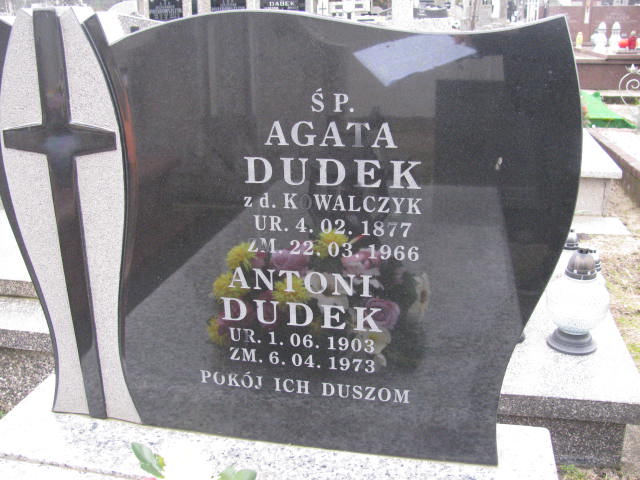 DĄBEK
Ś P.
AGATA
DUDEK
z d. KOWALCZYK
UR. 4. 02. 1877
ZM. 22. 03. 1966
ANTONI
DUDEK
UR. 1. 06. 1903
ZM. 6. 04. 1973
POKÓJ ICH DUSZOM